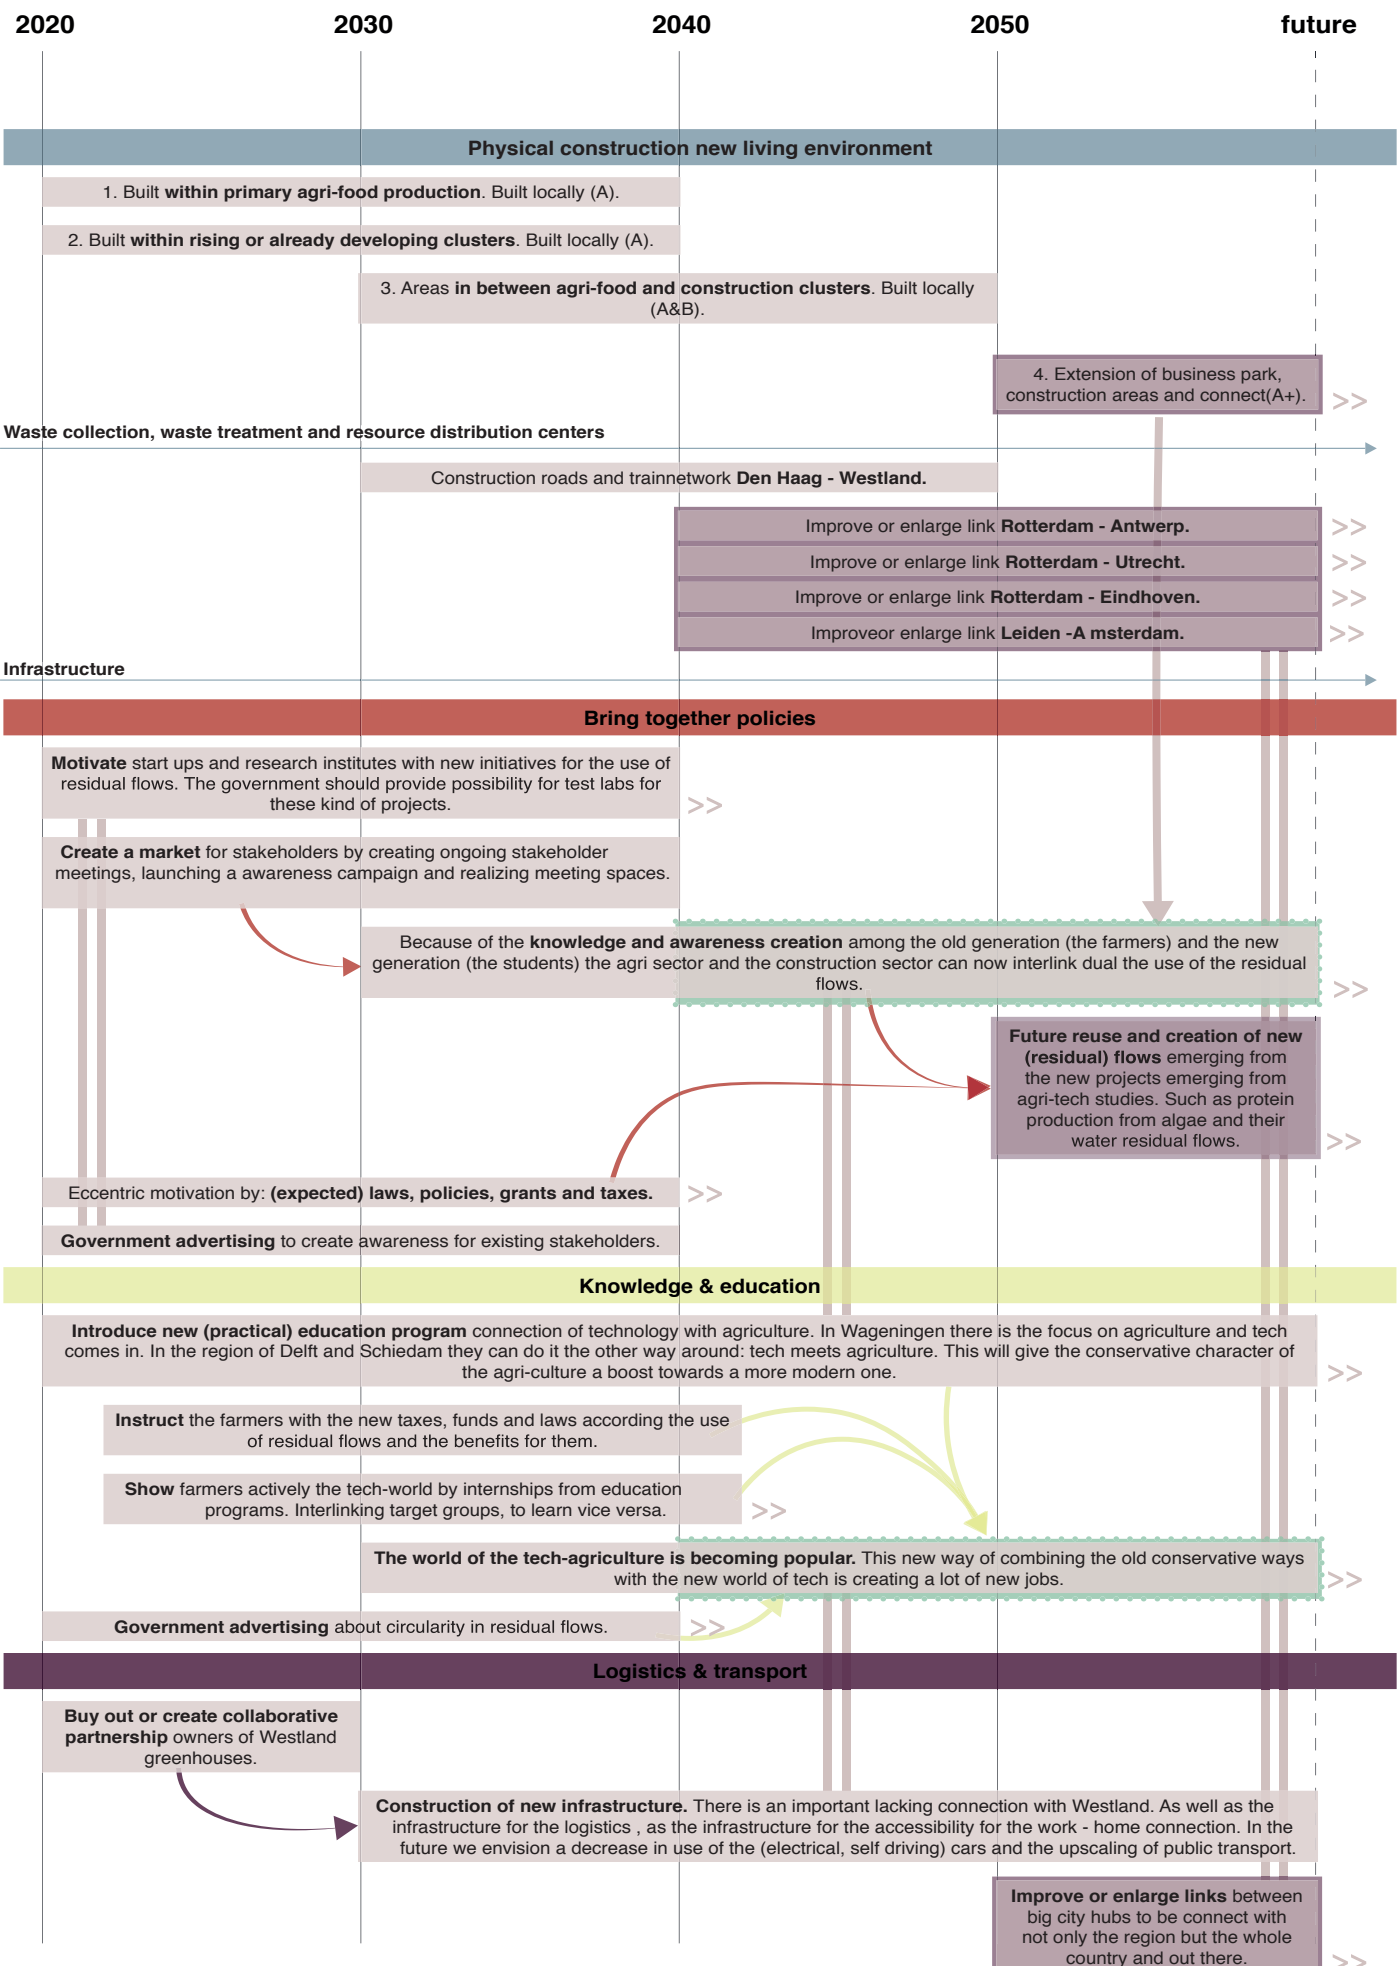 2020 2030 2040 2050 future
Physical construction new living environment
1. Built within primary agri-food production. Built locally (A).
2. Built within rising or already developing clusters. Built locally (A).
3. Areas in between agri-food and construction clusters. Built locally
(A&B).
4. Extension of business park,
construction areas and connect(A+).
>>
Waste collection, waste treatment and resource distribution centers
Construction roads and trainnetwork Den Haag - Westland.
Improve or enlarge link Rotterdam - Antwerp.
>>
Improve or enlarge link Rotterdam - Utrecht.
>>
Improve or enlarge link Rotterdam - Eindhoven.
>>
Improveor enlarge link Leiden -A msterdam.
>>
Infrastructure
Bring together policies
Motivate start ups and research institutes with new initiatives for the use of
residual flows. The government should provide possibility for test labs for
these kind of projects.
>>
Create a market for stakeholders by creating ongoing stakeholder
meetings, launching a awareness campaign and realizing meeting spaces.
Because of the knowledge and awareness creation among the old generation (the farmers) and the new
generation (the students) the agri sector and the construction sector can now interlink dual the use of the residual
flows.
>>
Future reuse and creation of new
(residual) flows emerging from
the new projects emerging from
agri-tech studies. Such as protein
production from algae and their
water residual flows.
>>
Eccentric motivation by: (expected) laws, policies, grants and taxes.
>>
Government advertising to create awareness for existing stakeholders.
Knowledge & education
Introduce new (practical) education program connection of technology with agriculture. In Wageningen there is the focus on agriculture and tech
comes in. In the region of Delft and Schiedam they can do it the other way around: tech meets agriculture. This will give the conservative character of
the agri-culture a boost towards a more modern one.
>>
Instruct the farmers with the new taxes, funds and laws according the use
of residual flows and the benefits for them.
Show farmers actively the tech-world by internships from education
programs. Interlinking target groups, to learn vice versa.
>>
The world of the tech-agriculture is becoming popular. This new way of combining the old conservative ways
with the new world of tech is creating a lot of new jobs.
>>
Government advertising about circularity in residual flows.
>>
Logistics & transport
Buy out or create collaborative
partnership owners of Westland
greenhouses.
Construction of new infrastructure. There is an important lacking connection with Westland. As well as the
infrastructure for the logistics , as the infrastructure for the accessibility for the work - home connection. In the
future we envision a decrease in use of the (electrical, self driving) cars and the upscaling of public transport.
Improve or enlarge links between
big city hubs to be connect with
not only the region but the whole
country and out there.
>>